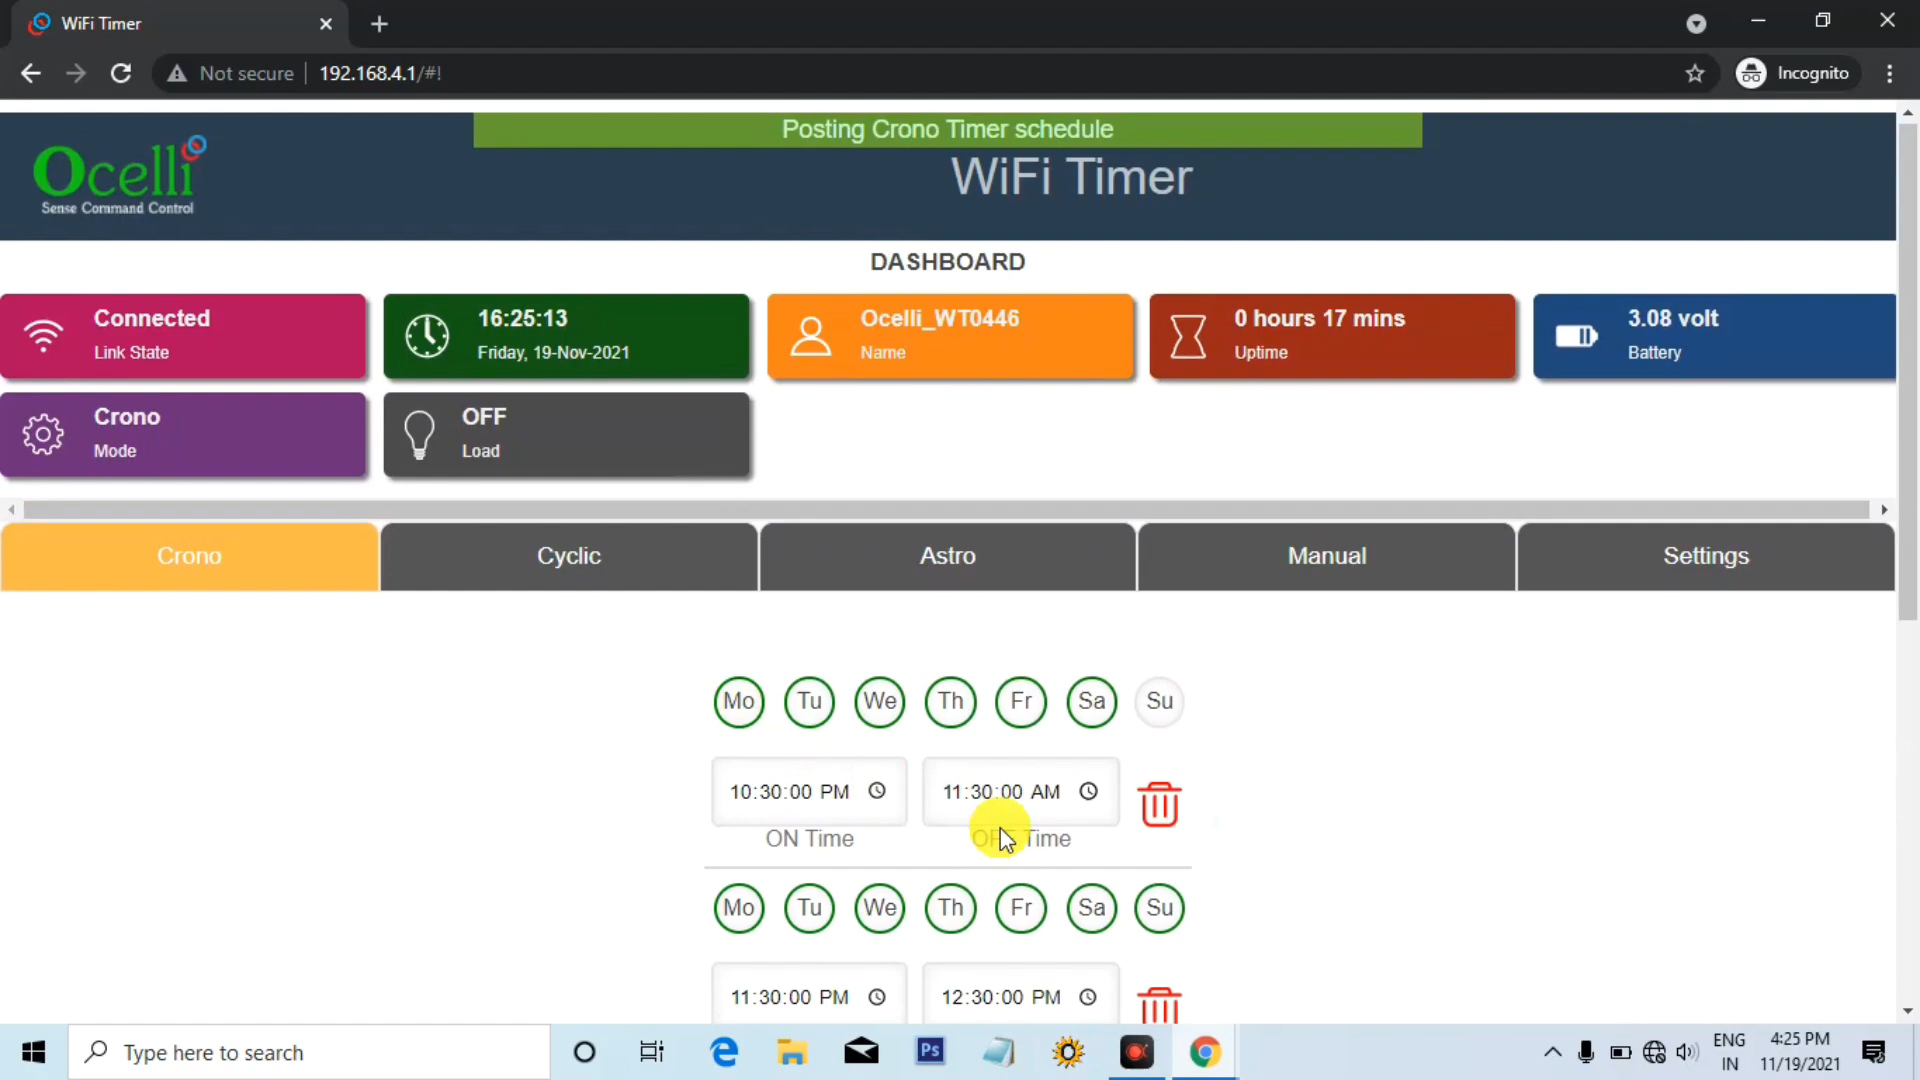 WiFi Timer
Not secure
192.168.4.1/#!
Incognito
Posting Crono Timer schedule
Ocelli
Sense Command Control
WiFi Timer
DASHBOARD
Connected
Link State
16:25:13
Friday, 19-Nov-2021
Ocelli_WT0446
Name
0 hours 17 mins
Uptime
3.08 volt
Battery
Crono
Mode
OFF
Load
Crono Cyclic Astro Manual Settings
Mo Tu We Th Fr Sa Su
10:30:00 PM 11:30:00 AM
ON Time OFF Time
Mo Tu We Th Fr Sa Su
11:30:00 PM 12:30:00 PM
Type here to search
Ps
ENG
IN
4:25 PM
11/19/2021